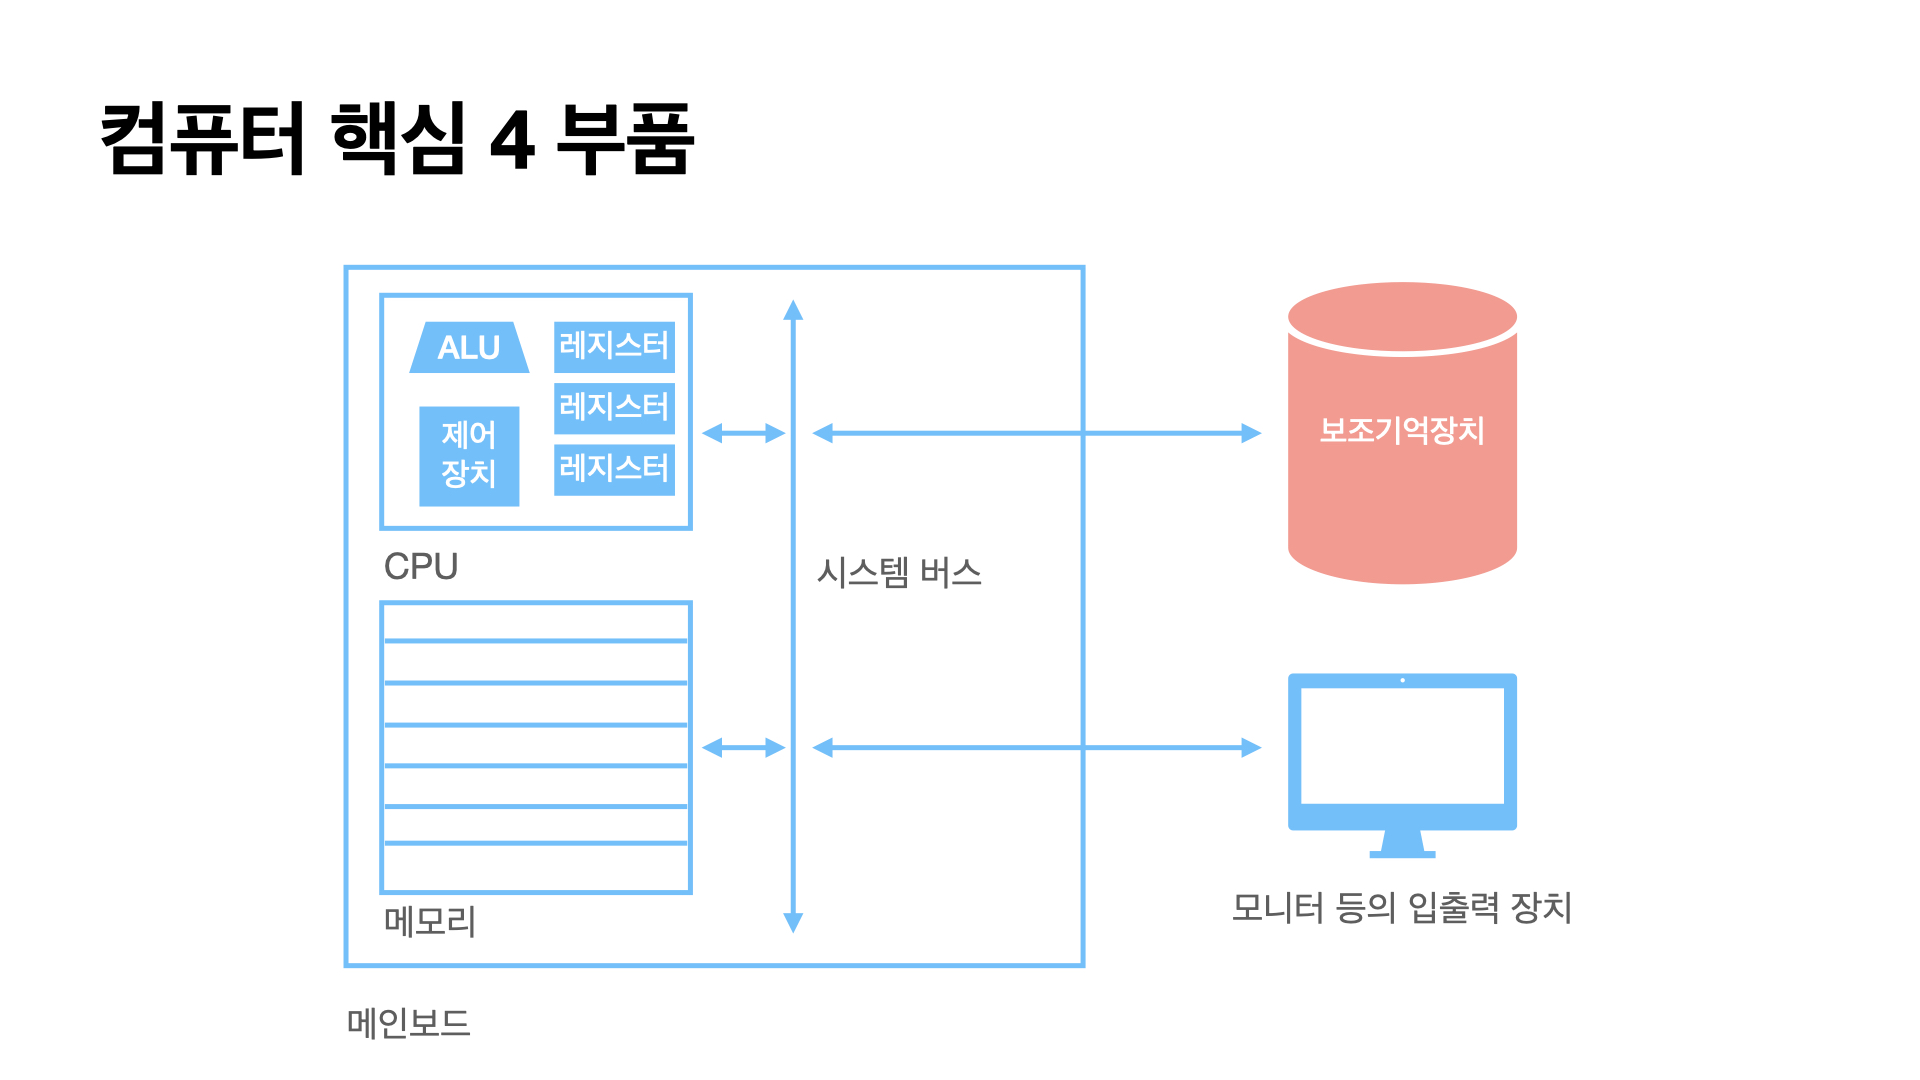 컴퓨터 핵심 4 부품
ALU
레지스터
레지스터
레지스터
제어
장치
CPU
시스템 버스
메모리
메인보드
보조기억장치
모니터 등의 입출력 장치